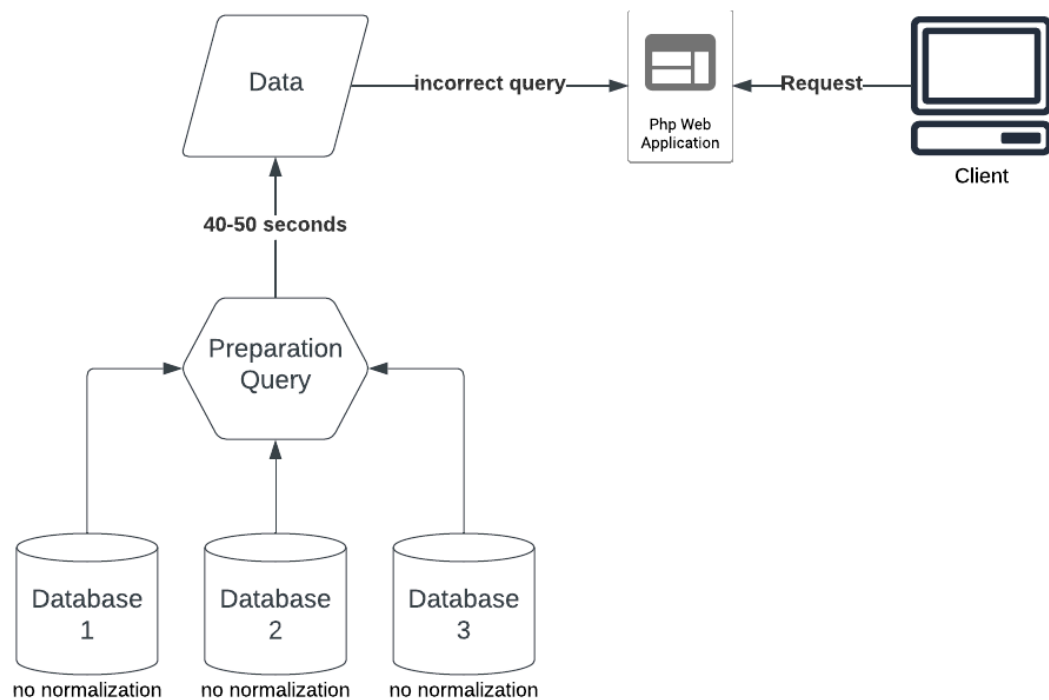 Data
incorrect query
Php Web
Application
Request
Client
40-50 seconds
Preparation
Query
Database
1
no normalization
Database
2
no normalization
Database
3
no normalization